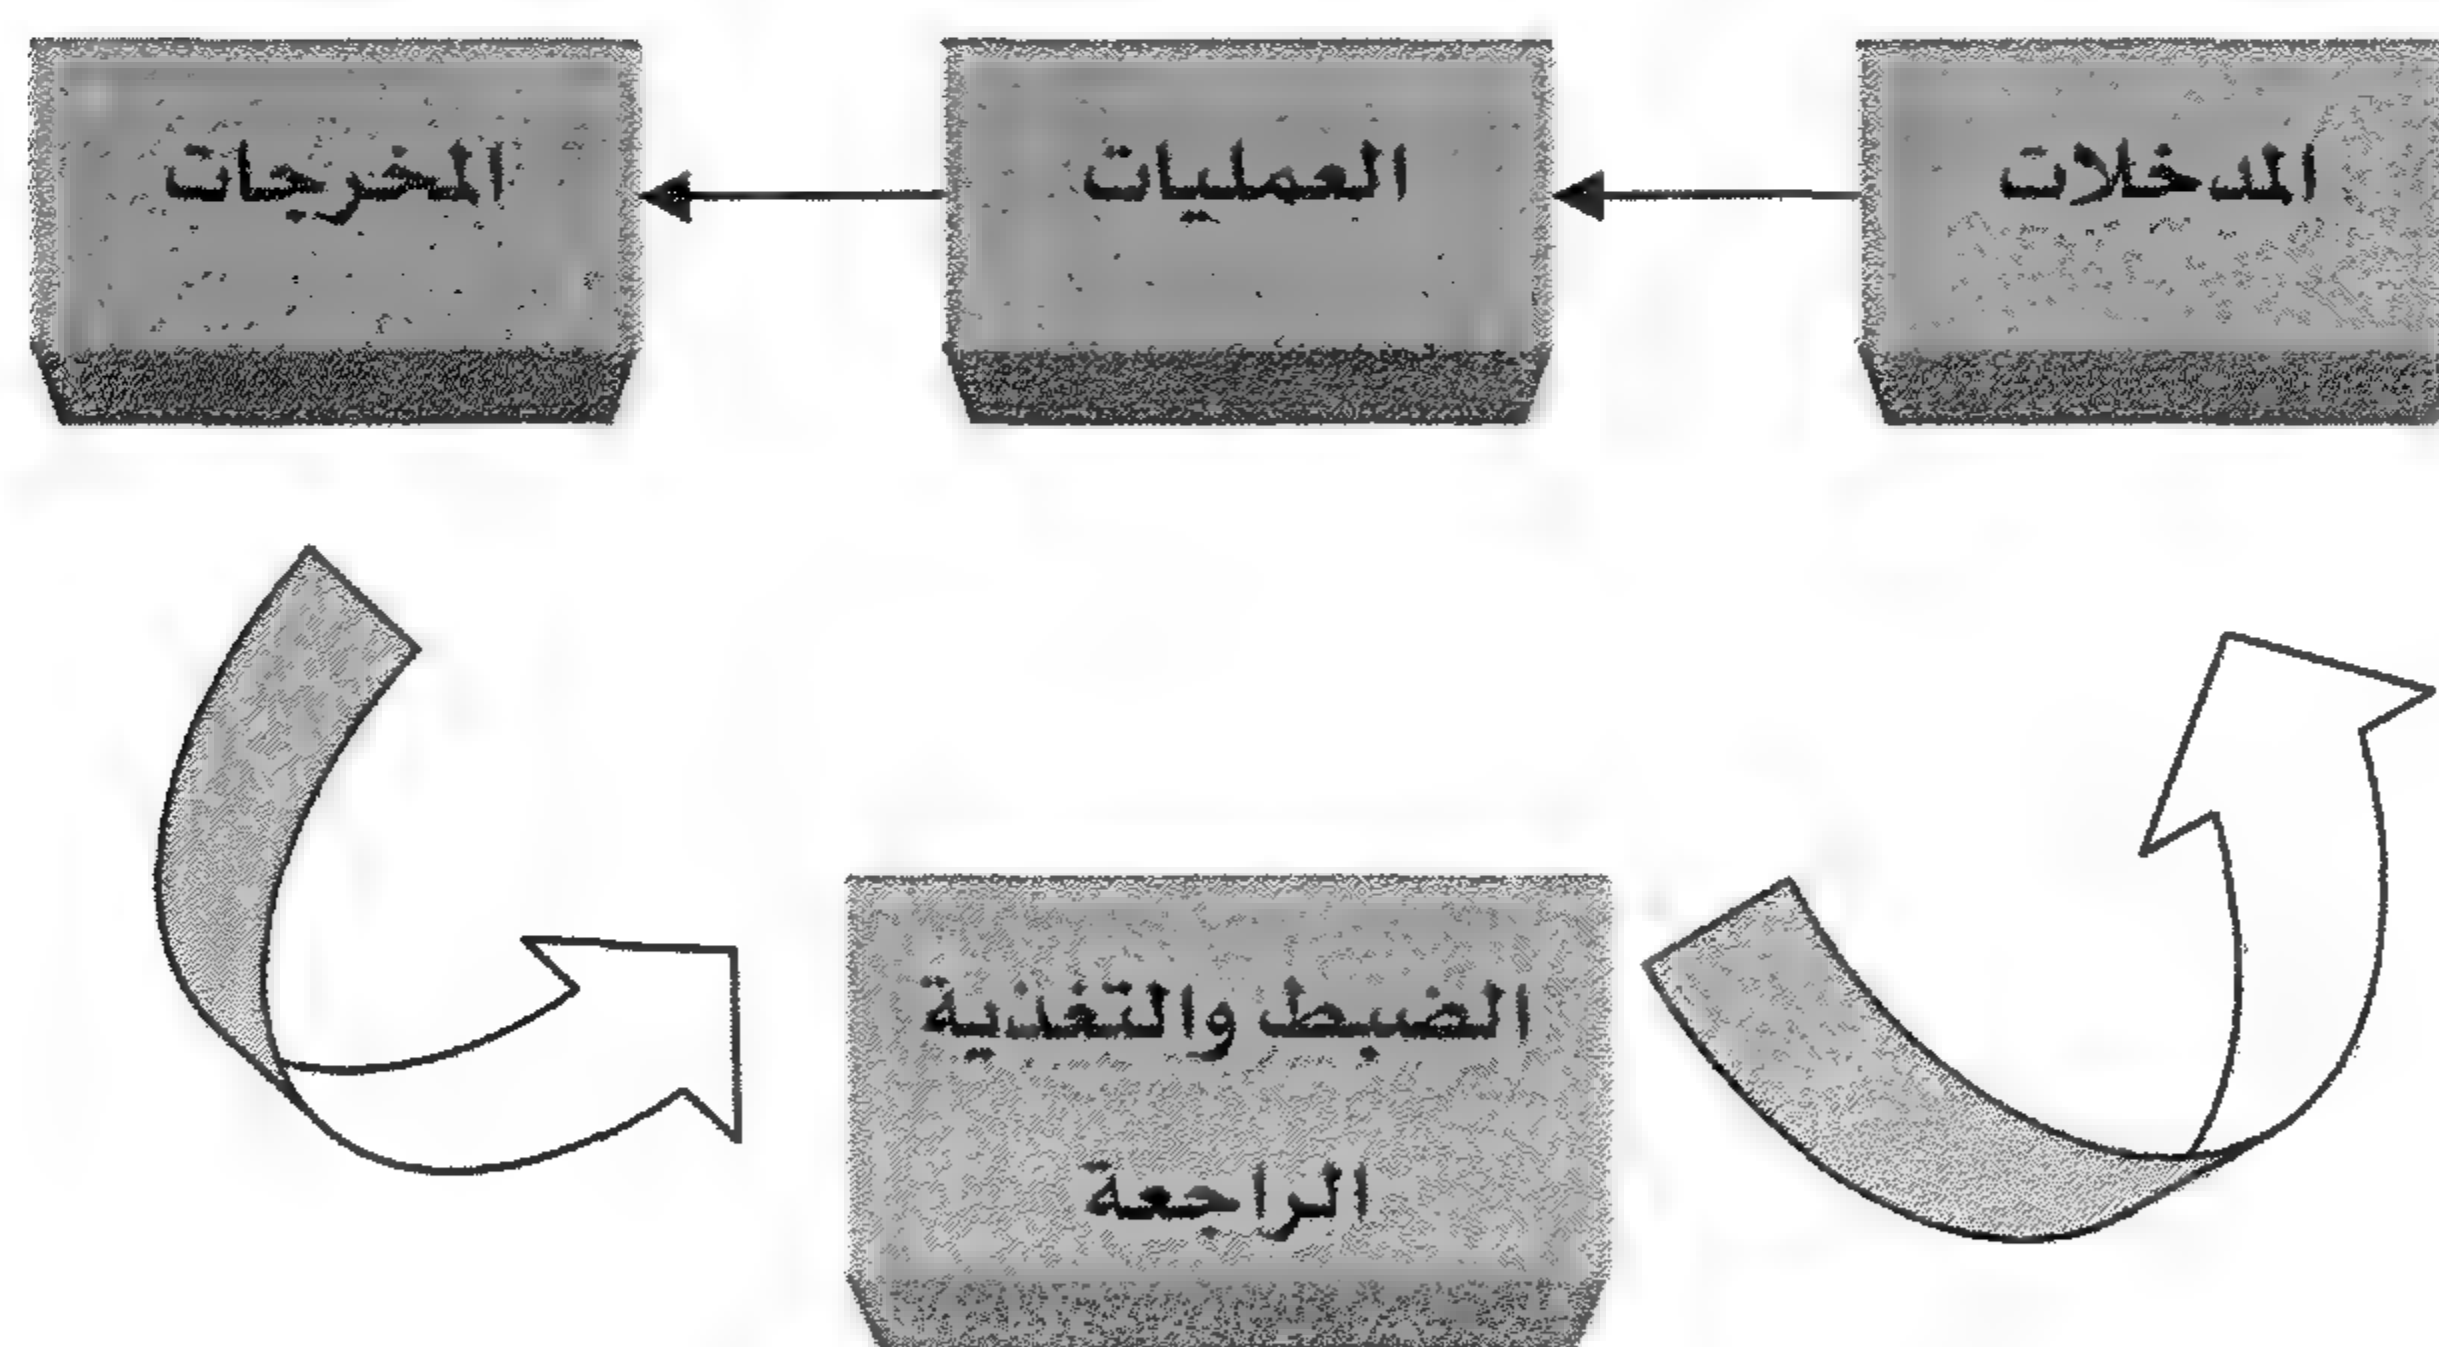 المدخلات
العمليات
المخرجات
الضبط والتغذية
الراجعة